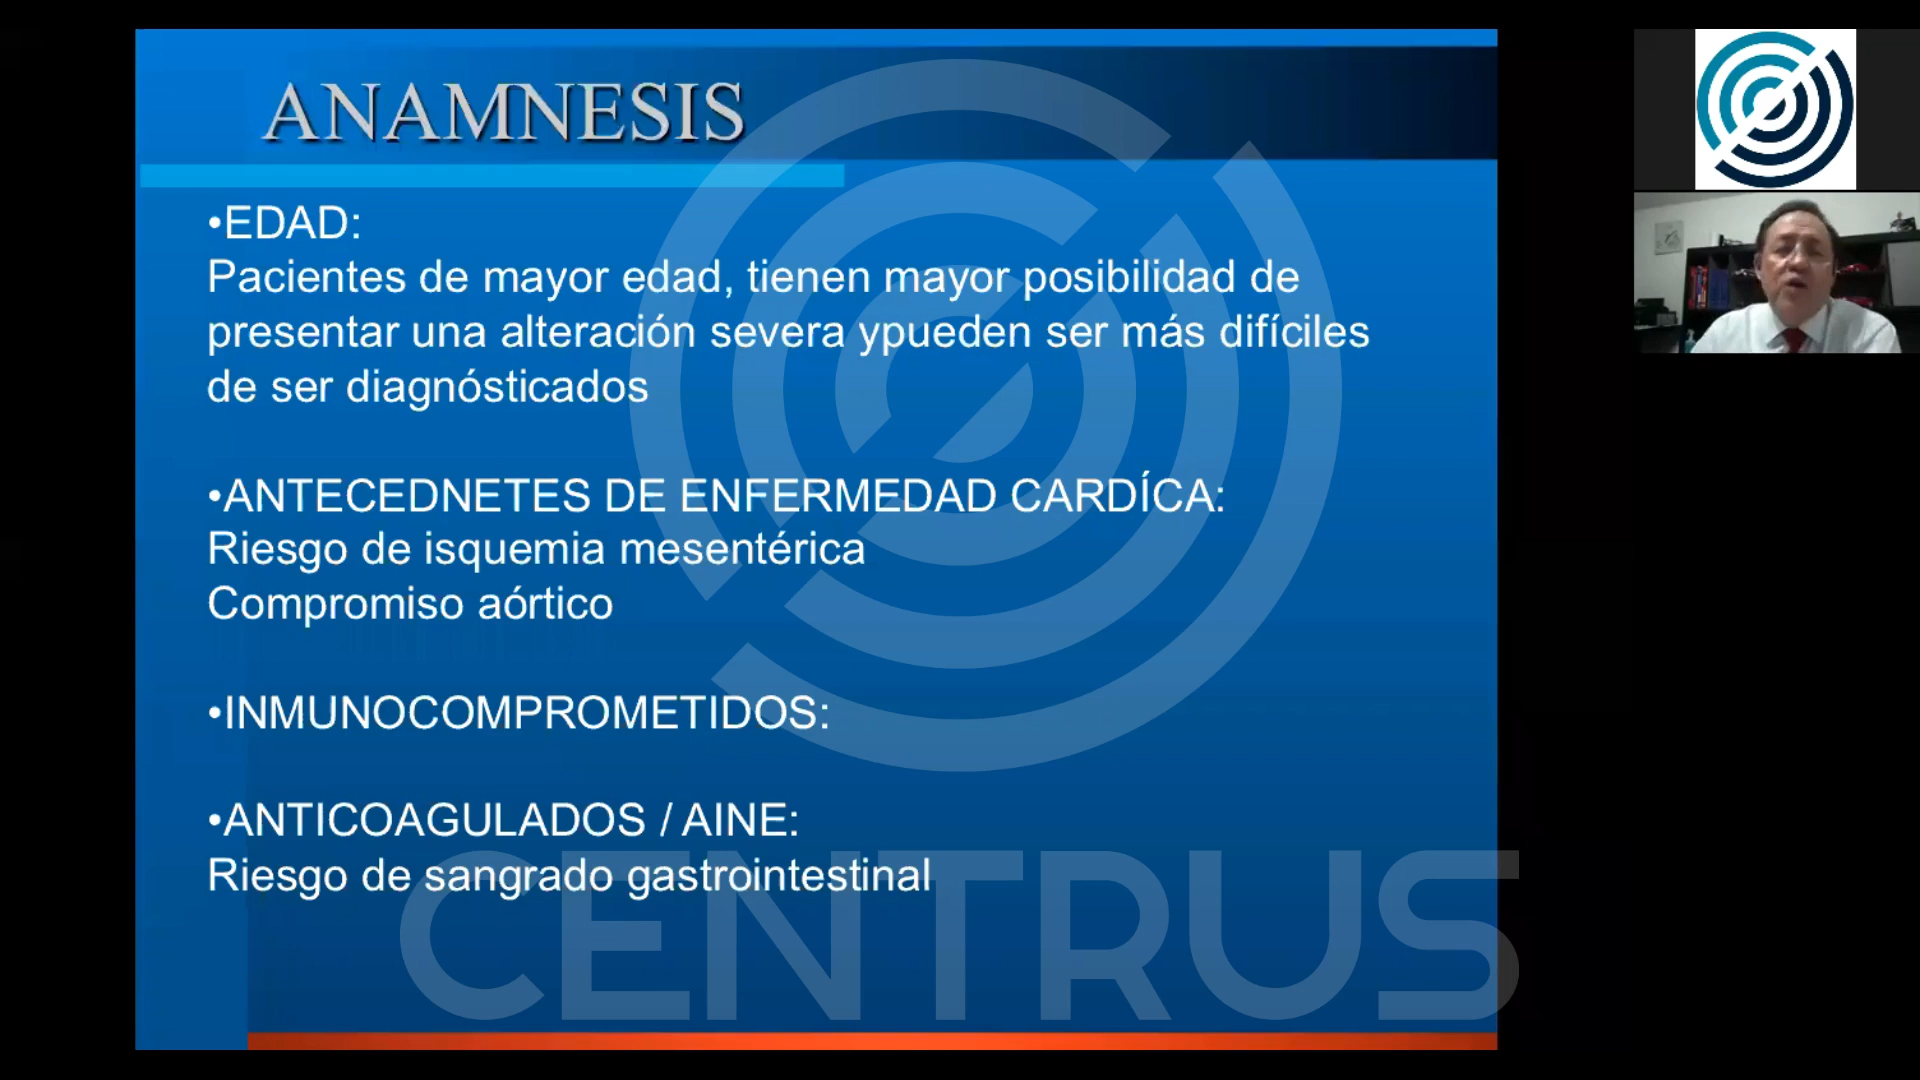 ANAMNESIS
•EDAD:
Pacientes de mayor edad, tienen mayor posibilidad de
presentar una alteración severa ypueden ser más difíciles
de ser diagnósticados
•ANTECEDNETES DE ENFERMEDAD CARDÍCA:
Riesgo de isquemia mesentérica
Compromiso aórtico
•INMUNOCOMPROMETIDOS:
•ANTICOAGULADOS / AINE:
Riesgo de sangrado gastrointestinal
CENTRUS